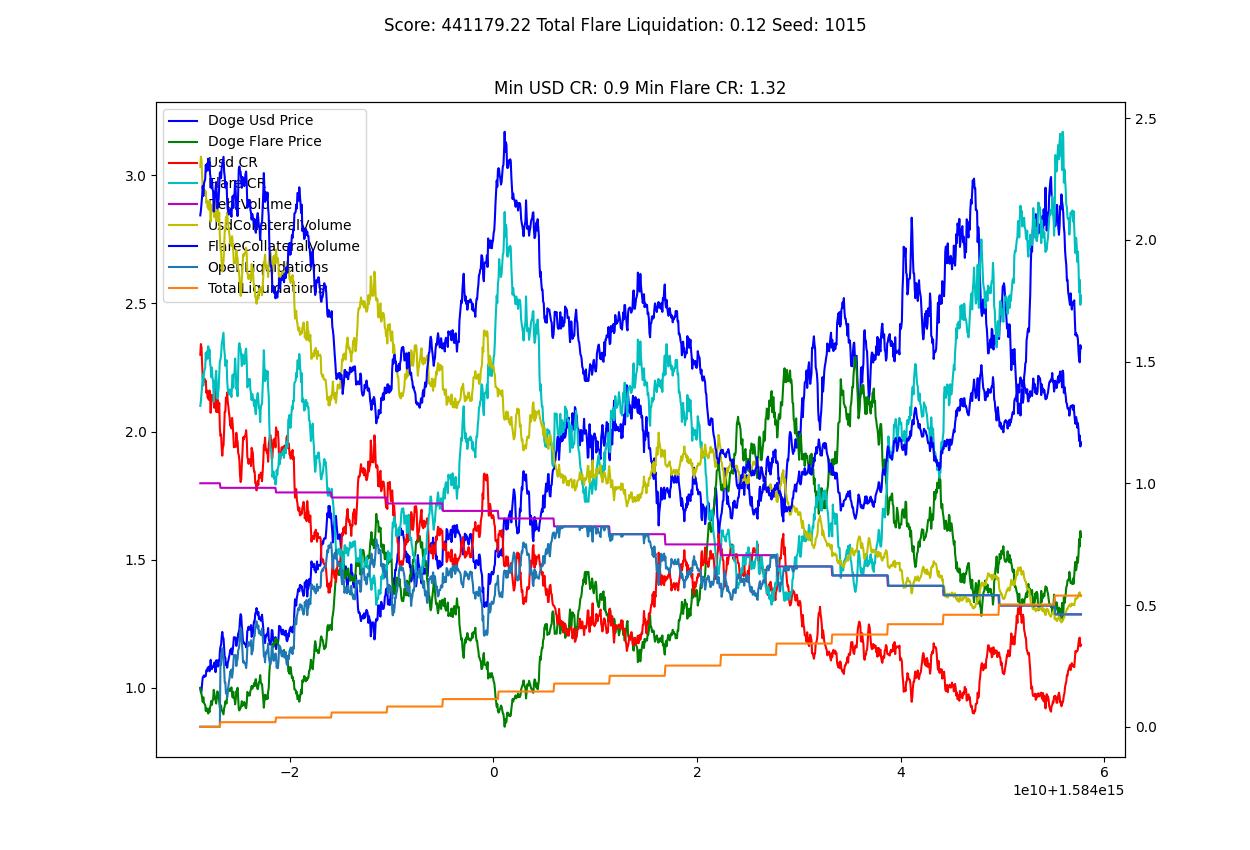 Score: 441179.22 Total Flare Liquidation: 0.12 Seed: 1015
Min USD CR: 0.9 Min Flare CR: 1.32
Doge Usd Price
Doge Flare Price
Usd CR
Flare CR
DebtVolume
UsdCollateralVolume
FlareCollateralVolume
OpenLiquidations
TotalLiquidations
3.0
2.5
2.0
1.5
1.0
2.5
2.0
1.5
1.0
0.5
0.0
−2
0
2
4
6
1e10+1.584e15